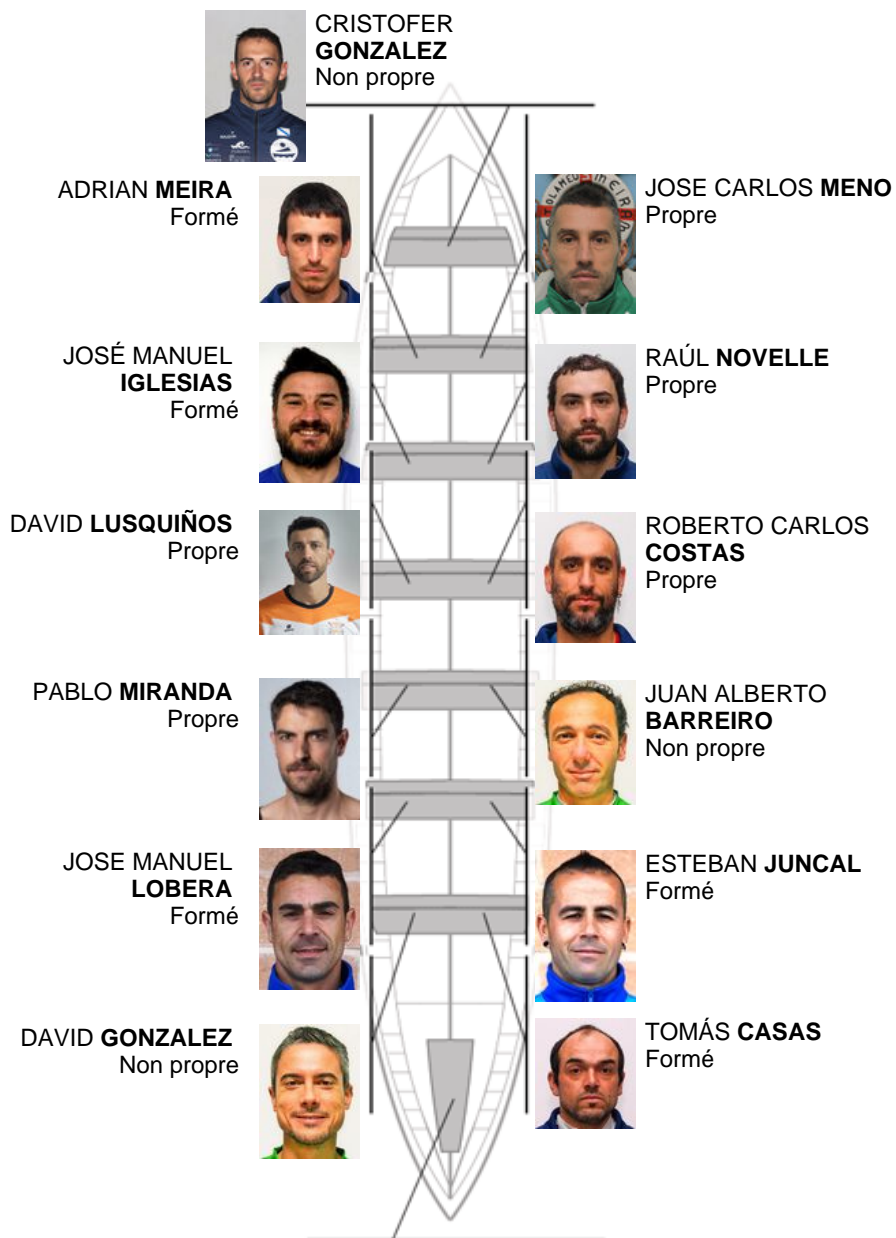 CRISTOFER
GONZALEZ
Non propre
ADRIAN MEIRA
Formé
JOSE CARLOS MENO
Propre
JOSÉ MANUEL
IGLESIAS
Formé
RAÚL NOVELLE
Propre
DAVID LUSQUIÑOS
Propre
ROBERTO CARLOS
COSTAS
Propre
PABLO MIRANDA
Propre
JUAN ALBERTO
BARREIRO
Non propre
JOSE MANUEL
LOBERA
Formé
ESTEBAN JUNCAL
Formé
DAVID GONZALEZ
Non propre
TOMÁS CASAS
Formé